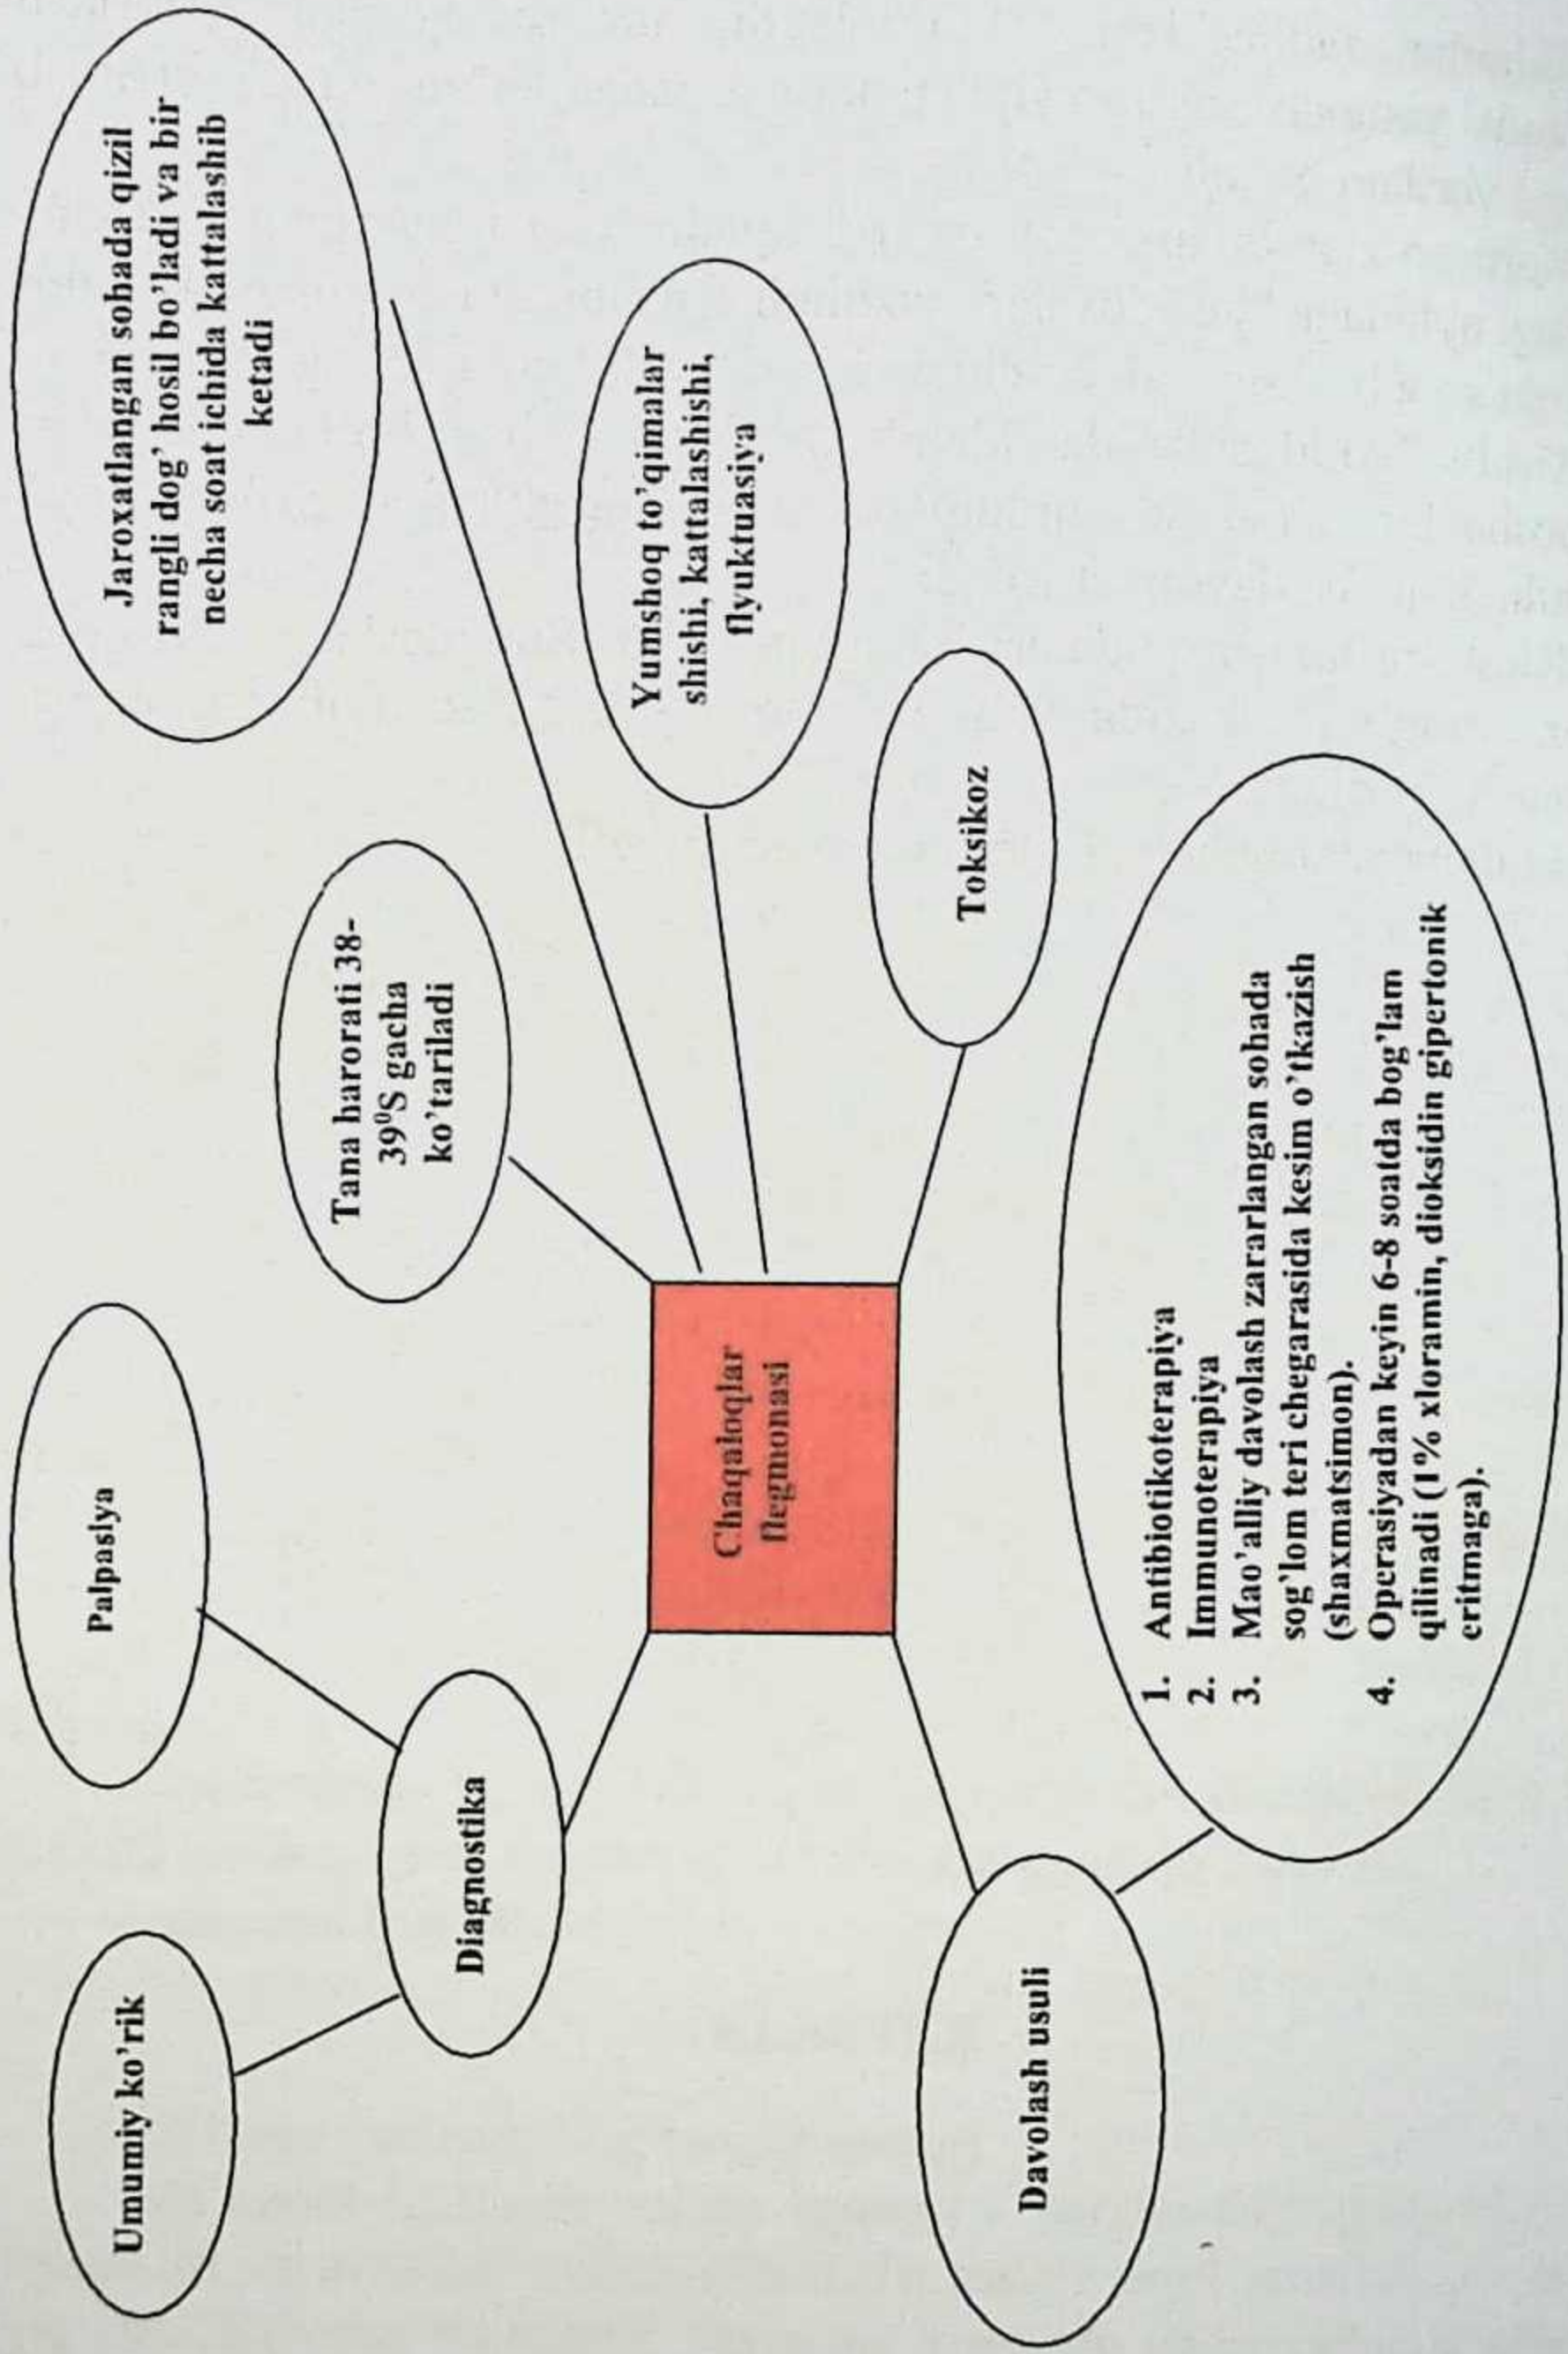 Umumiy ko’rik
Palpasiya
Jaroxatlangan sohada qizil
rangli dog’ hosil bo’ladi va bir
necha soat ichida kattalashib
ketadi
Tana harorati 38-
39⁰S gacha
ko’tariladi
Diagnostika
Yumshoq to’qimalar
shishi, kattalashishi,
flyuktuasiya
Chaqaloqlar
flegmonasi
Toksikoz
Davolash usuli
1. Antibiotikoterapiya
2. Immunoterapiya
3. Mao’alliy davolash zararlangan sohada
sog’lom teri chegarasida kesim o’tkazish
(shaxmatsimon).
4. Operasiyadan keyin 6-8 soatda bog’lam
qilinadi (1% xloramin, dioksidin gipertonik
eritmaga).